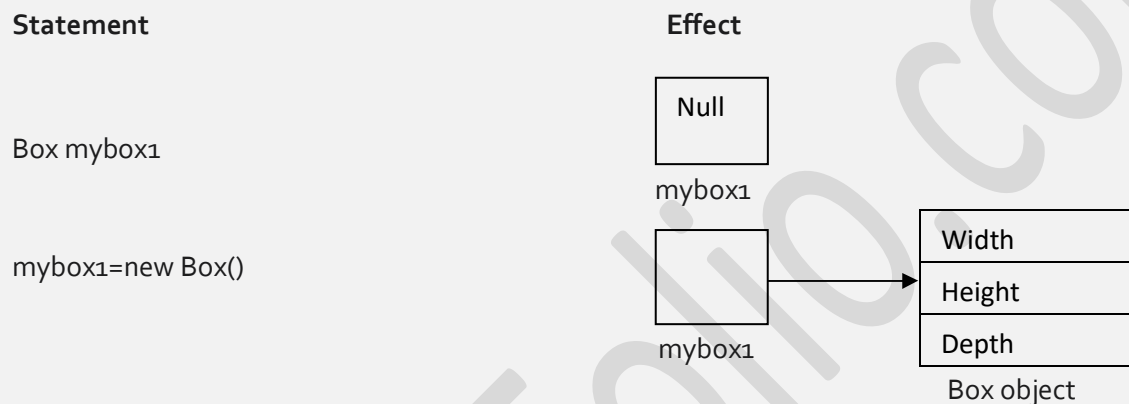 Statement Effect
Null
Box mybox1
mybox1
Width
mybox1=new Box()
Height
Depth
mybox1
Box object